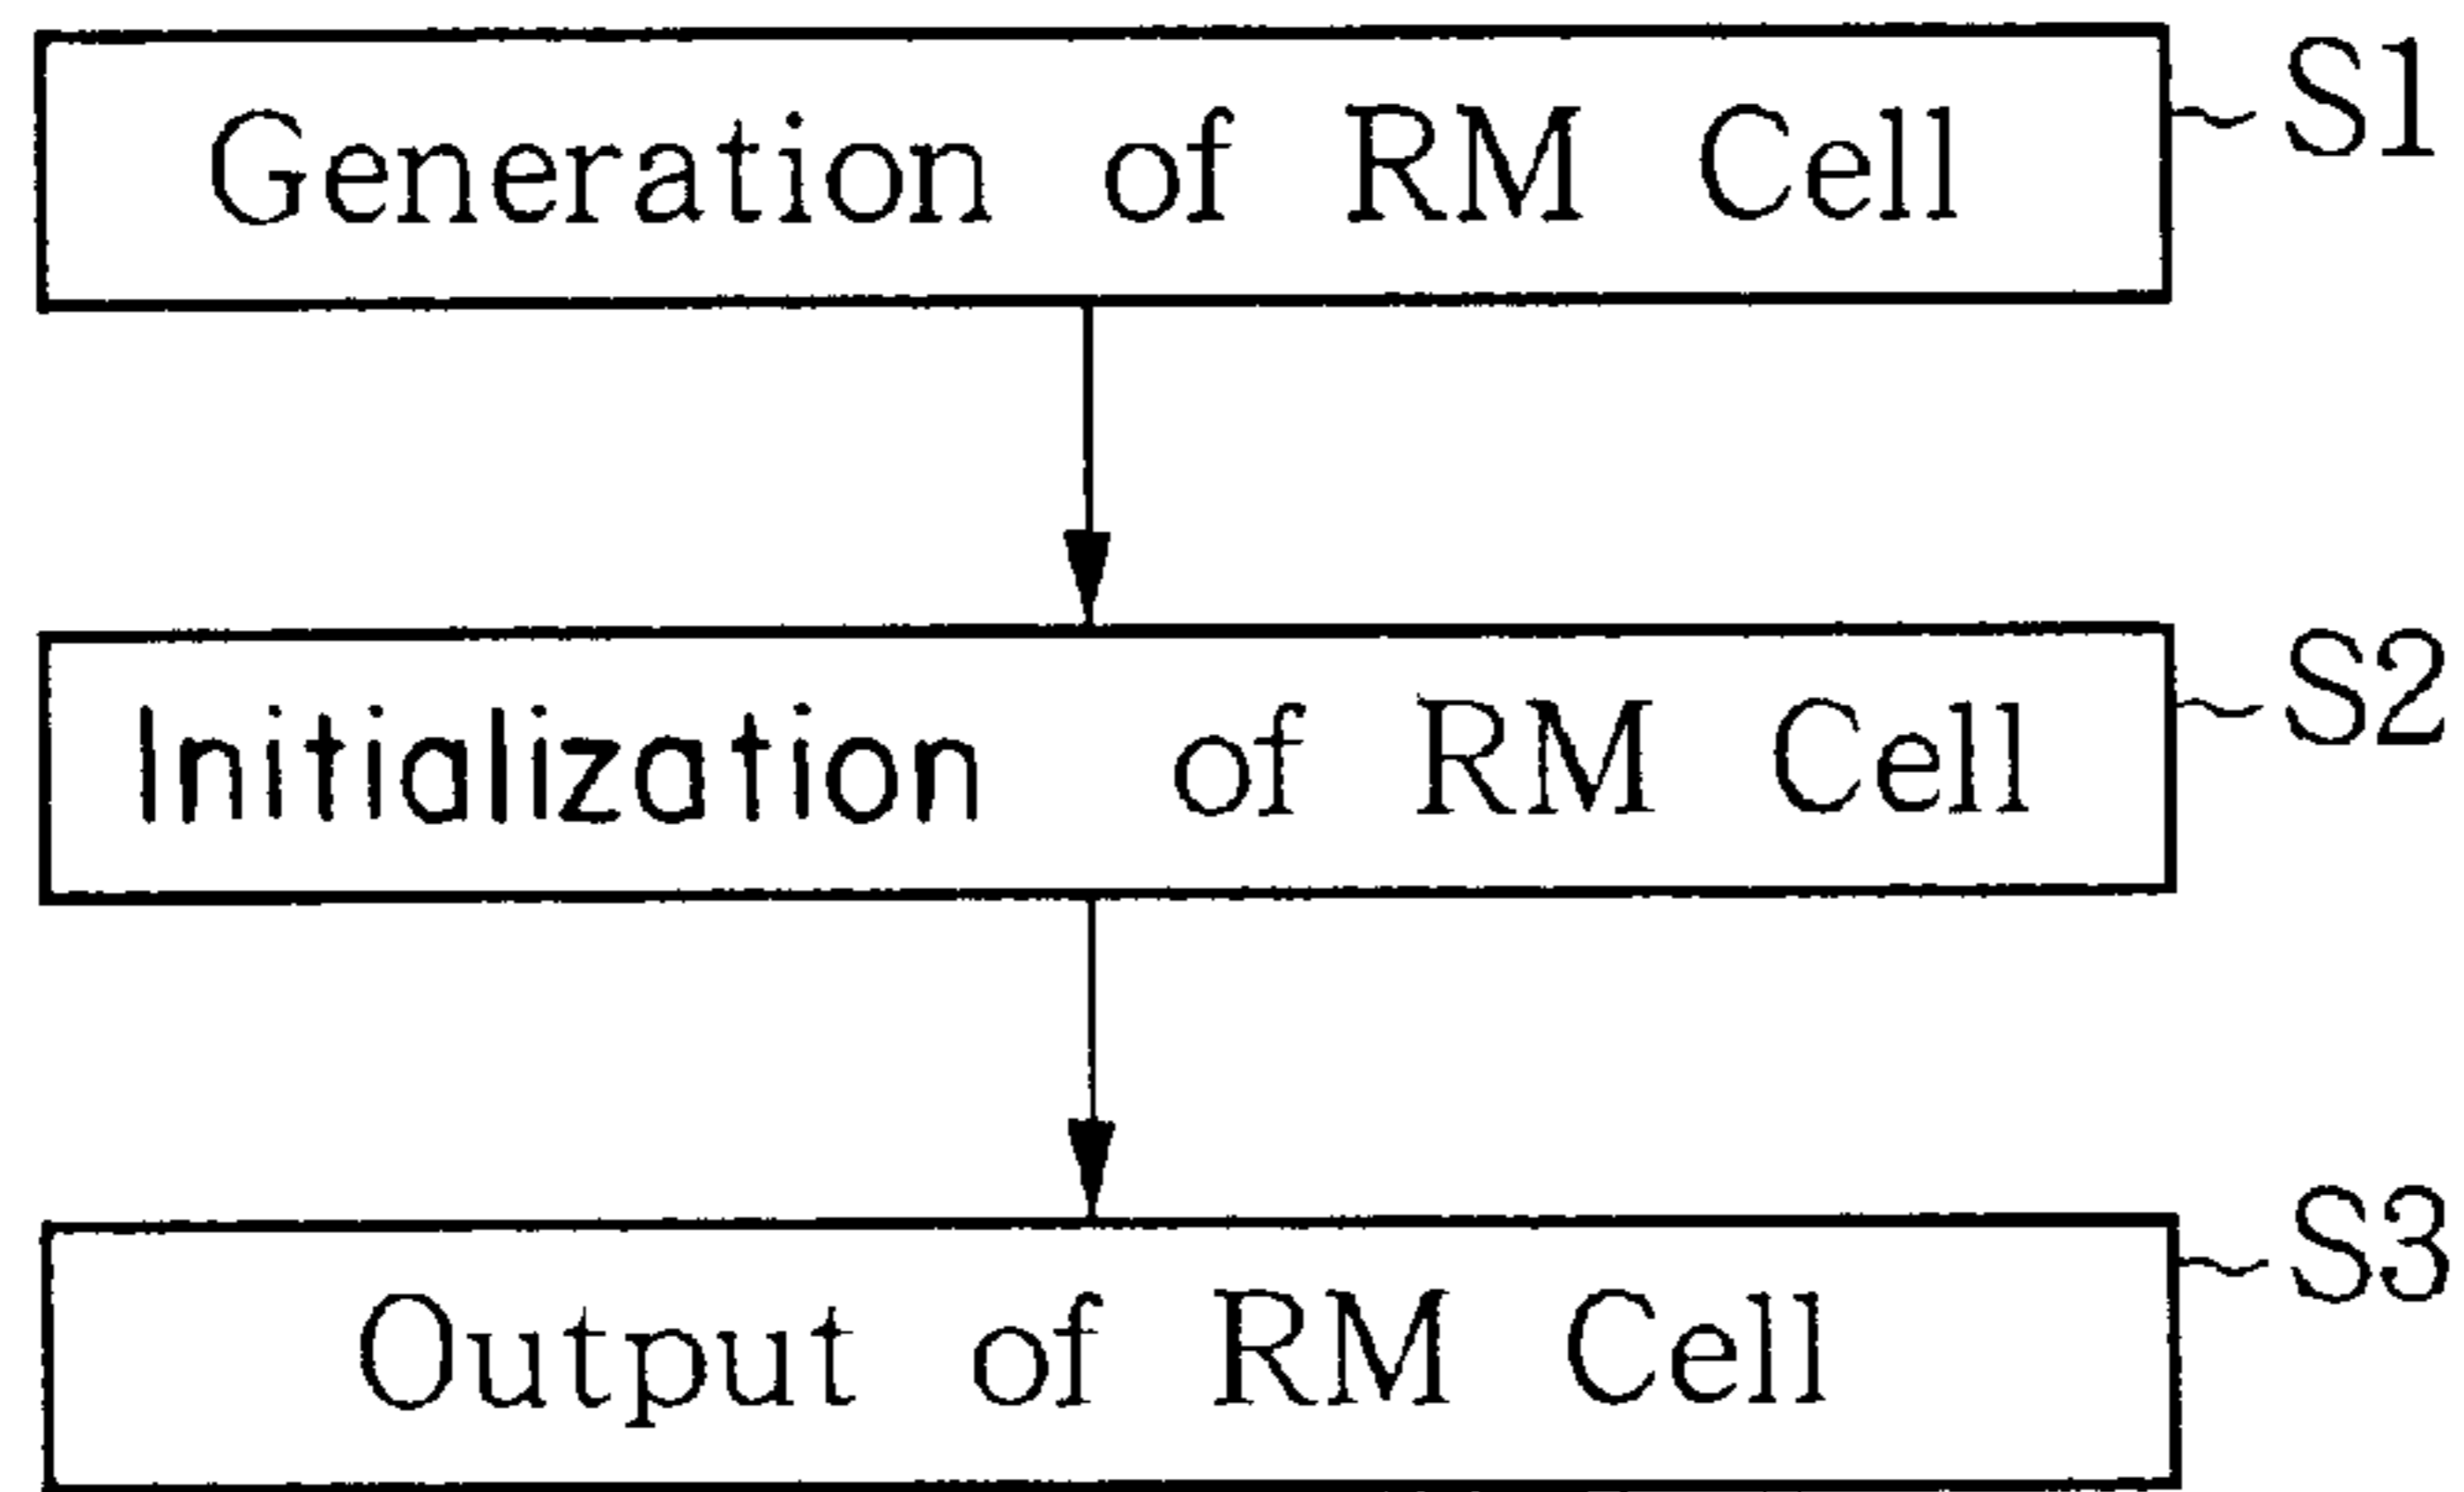 Generation of RM Cell S1
Initialization of RM Cell S2
Output of RM Cell S3